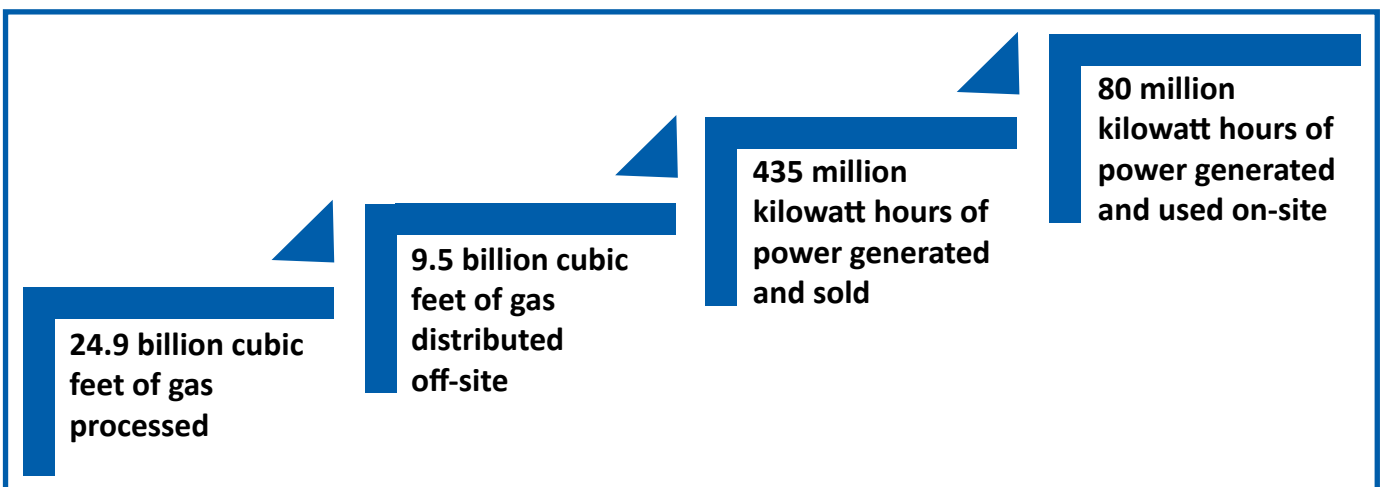 24.9 billion cubic
feet of gas
processed
9.5 billion cubic
feet of gas
distributed
off-site
435 million
kilowatt hours of
power generated
and sold
80 million
kilowatt hours of
power generated
and used on-site